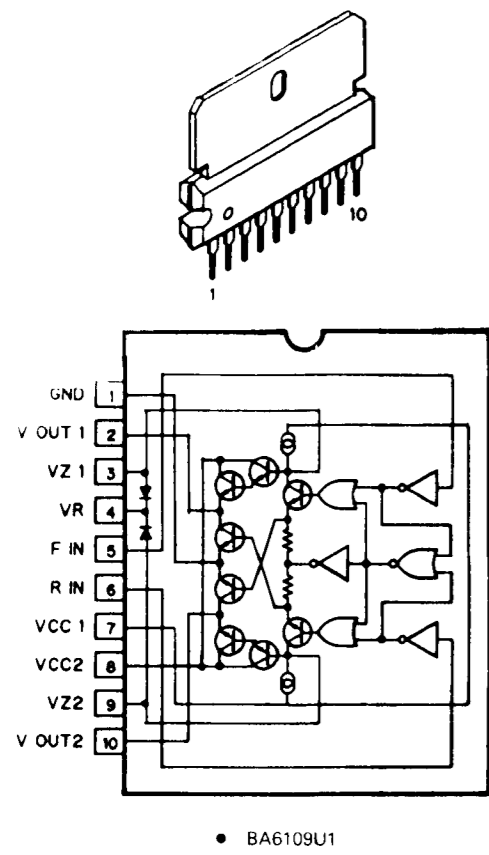 10
1
GND 1
V OUT 1 2
VZ 1 3
VR 4
F IN 5
R IN 6
VCC 1 7
VCC2 8
VZ2 9
V OUT2 10
• BA6109U1